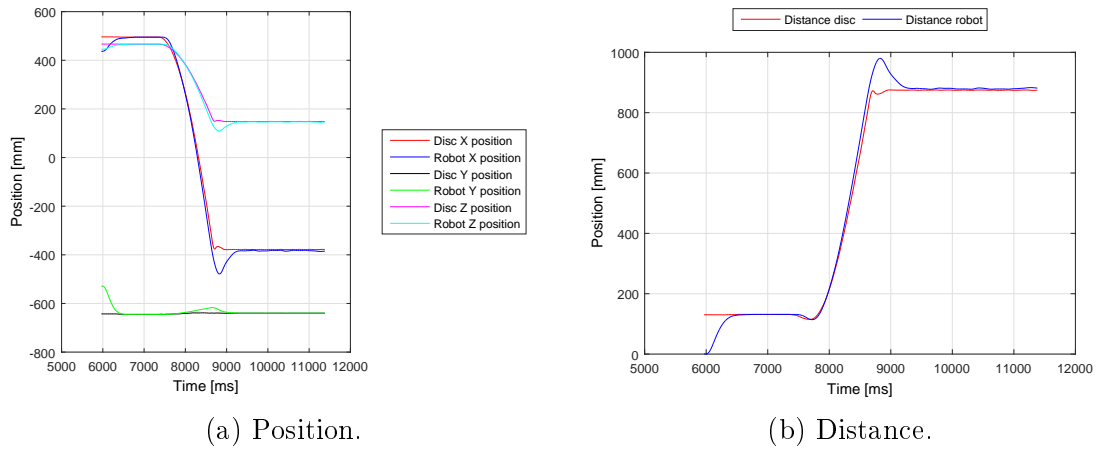 600
400
200
0
-200
-400
-600
-800
5000 6000 7000 8000 9000 10000 11000 12000
Position [mm]
Time [ms]
Disc X position
Robot X position
Disc Y position
Robot Y position
Disc Z position
Robot Z position
(a) Position.
Distance disc Distance robot
1000
800
600
400
200
0
5000 6000 7000 8000 9000 10000 11000 12000
Position [mm]
Time [ms]
(b) Distance.